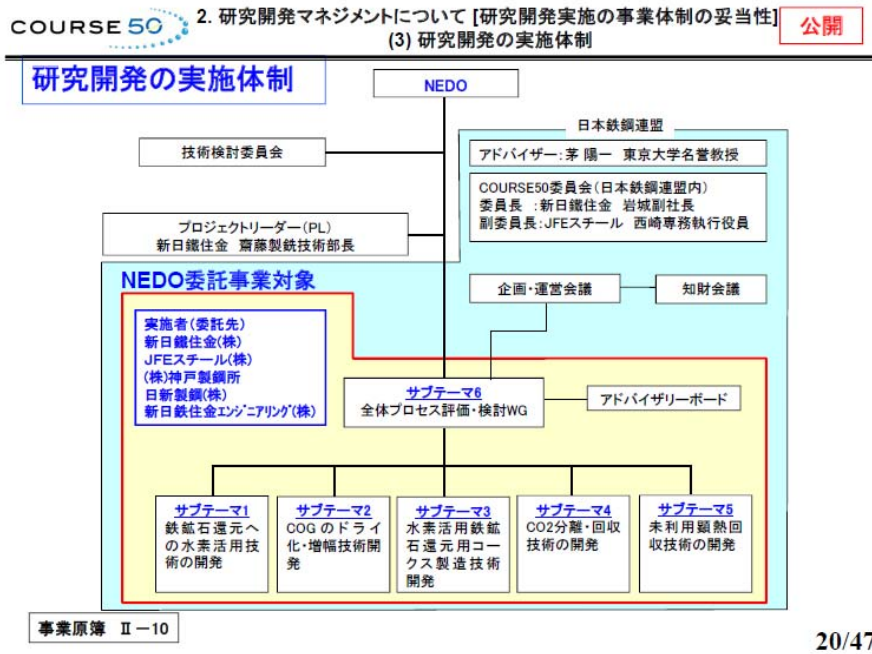 COURSE 50
2. 研究開発マネジメントについて [研究開発実施の事業体制の妥当性]
(3) 研究開発の実施体制
公開
研究開発の実施体制
NEDO
日本鉄鋼連盟
技術検討委員会
アドバイザー：茅 陽一 東京大学名誉教授
COURSE50委員会（日本鉄鋼連盟内）
委員長 ：新日鐵住金 岩城副社長
副委員長：JFEスチール 西崎専務執行役員
プロジェクトリーダー（PL）
新日鐵住金 齋藤製銑技術部長
NEDO委託事業対象
企画・運営会議
知財会議
実施者（委託先）
新日鐵住金(株)
JFEスチール(株)
(株)神戸製鋼所
日新製鋼(株)
新日鉄住金エンジニアリング(株)
サブテーマ6
全体プロセス評価・検討WG
アドバイザリーボード
サブテーマ1
鉄鉱石還元へ
の水素活用技
術の開発
サブテーマ2
COG のドライ
化・増幅技術開
発
サブテーマ3
水素活用鉄鉱
石還元用コー
クス製造技術
開発
サブテーマ4
CO2分離・回収
技術の開発
サブテーマ5
未利用顕熱回
収技術の開発
事業原簿 Ⅱ－10
20/47